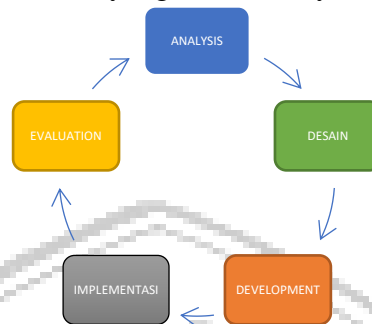 ANALYSIS
DESAIN
DEVELOPMENT
IMPLEMENTASI
EVALUATION